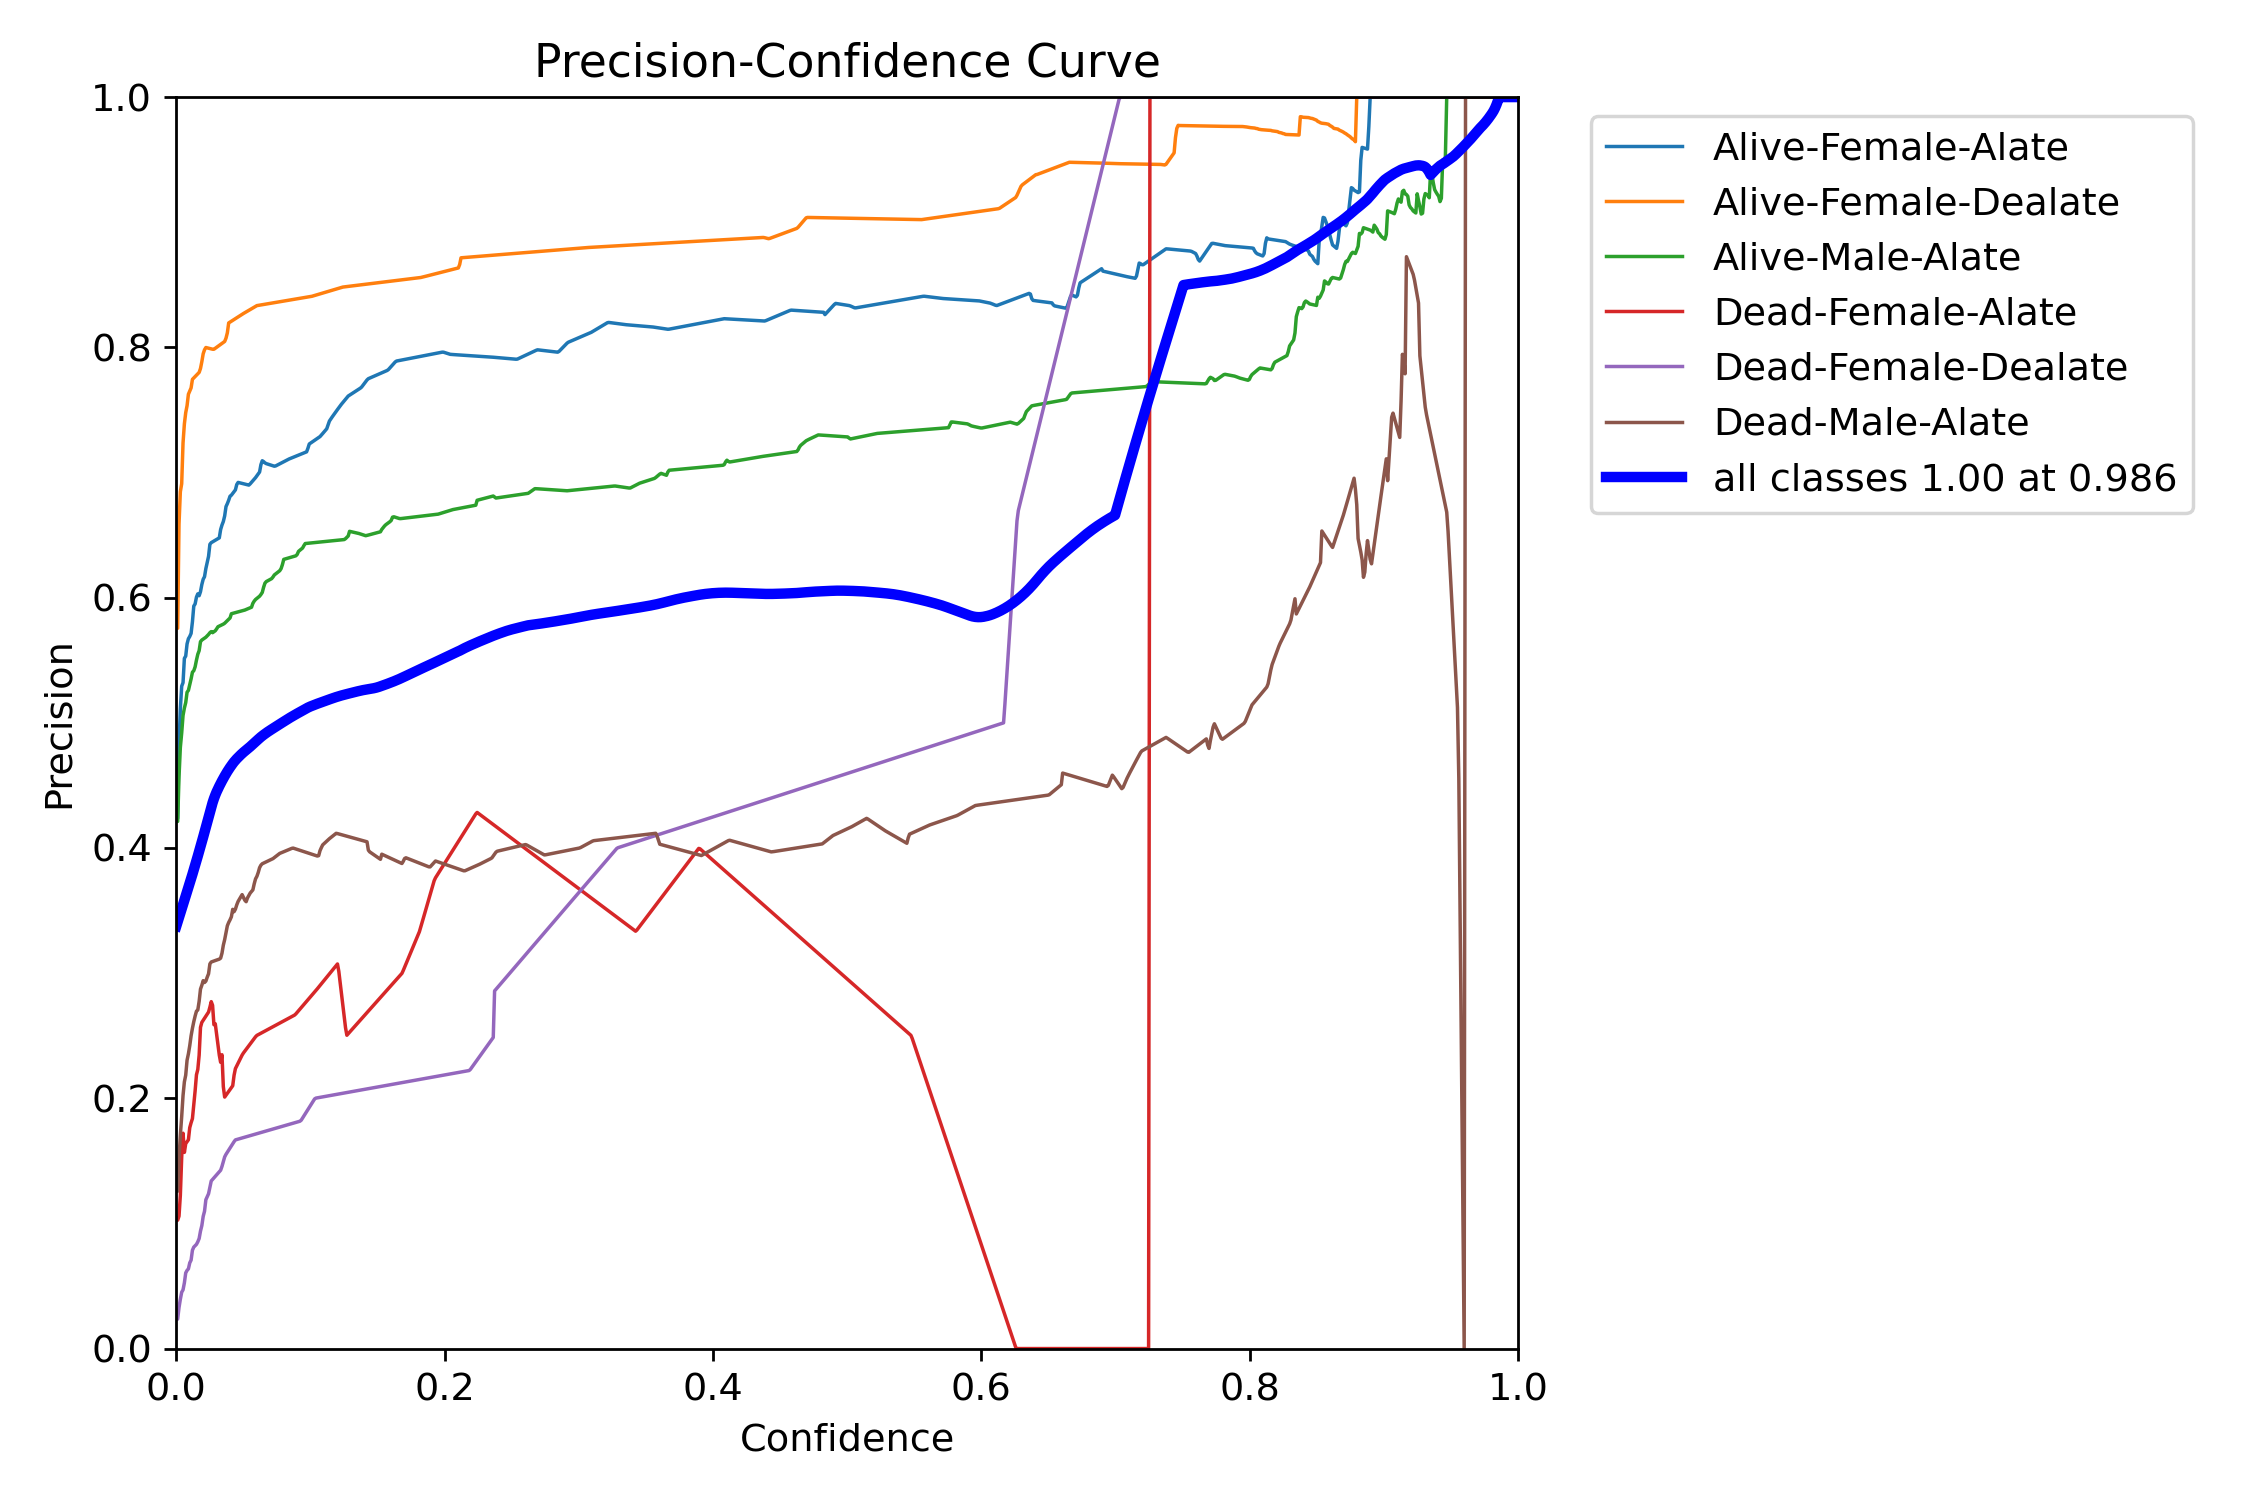 Precision-Confidence Curve
1.0
0.8
0.6
0.4
0.2
0.0
Precision
0.0 0.2 0.4 0.6 0.8 1.0
Confidence
Alive-Female-Alate
Alive-Female-Dealate
Alive-Male-Alate
Dead-Female-Alate
Dead-Female-Dealate
Dead-Male-Alate
all classes 1.00 at 0.986